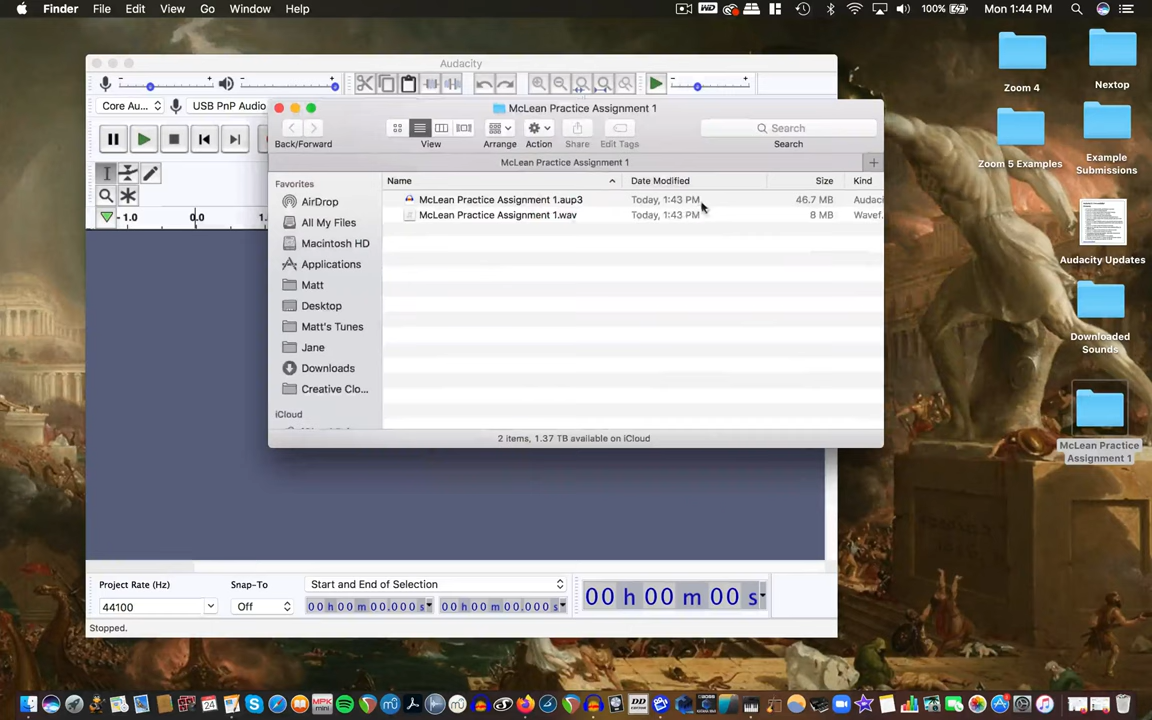 Finder File Edit View Go Window Help
WD
100% Mon 1:44 PM
Audacity
Core Au... USB PnP Audio
-1.0 0.0
McLean Practice Assignment 1
Back/Forward View Arrange Action Share Edit Tags Search
Search
McLean Practice Assignment 1
Name Date Modified Size Kind
McLean Practice Assignment 1.aup3 Today, 1:43 PM 46.7 MB Audaci
McLean Practice Assignment 1.wav Today, 1:43 PM 8 MB Wavef.
Favorites
AirDrop
All My Files
Macintosh HD
Applications
Matt
Desktop
Matt's Tunes
Jane
Downloads
Creative Clo...
iCloud
2 items, 1.37 TB available on iCloud
Project Rate (Hz) Snap-To Start and End of Selection
44100 Off 00 h 00 m 00.000 s 00 h 00 m 00.000 s 00 h 00 m 00 s
Stopped.
Zoom 4
Nextop
Zoom 5 Examples
Example
Submissions
Audacity Updates
Downloaded
Sounds
McLean Practice
Assignment 1